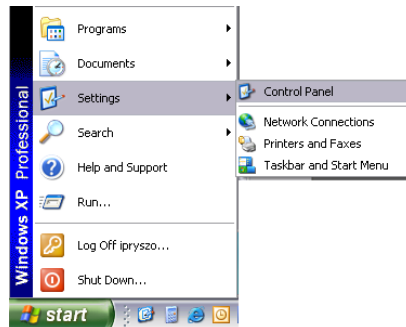 Programs
Documents
Settings
Search
Help and Support
Run...
Log Off ipryszo...
Shut Down...
Control Panel
Network Connections
Printers and Faxes
Taskbar and Start Menu
Windows XP Professional
start